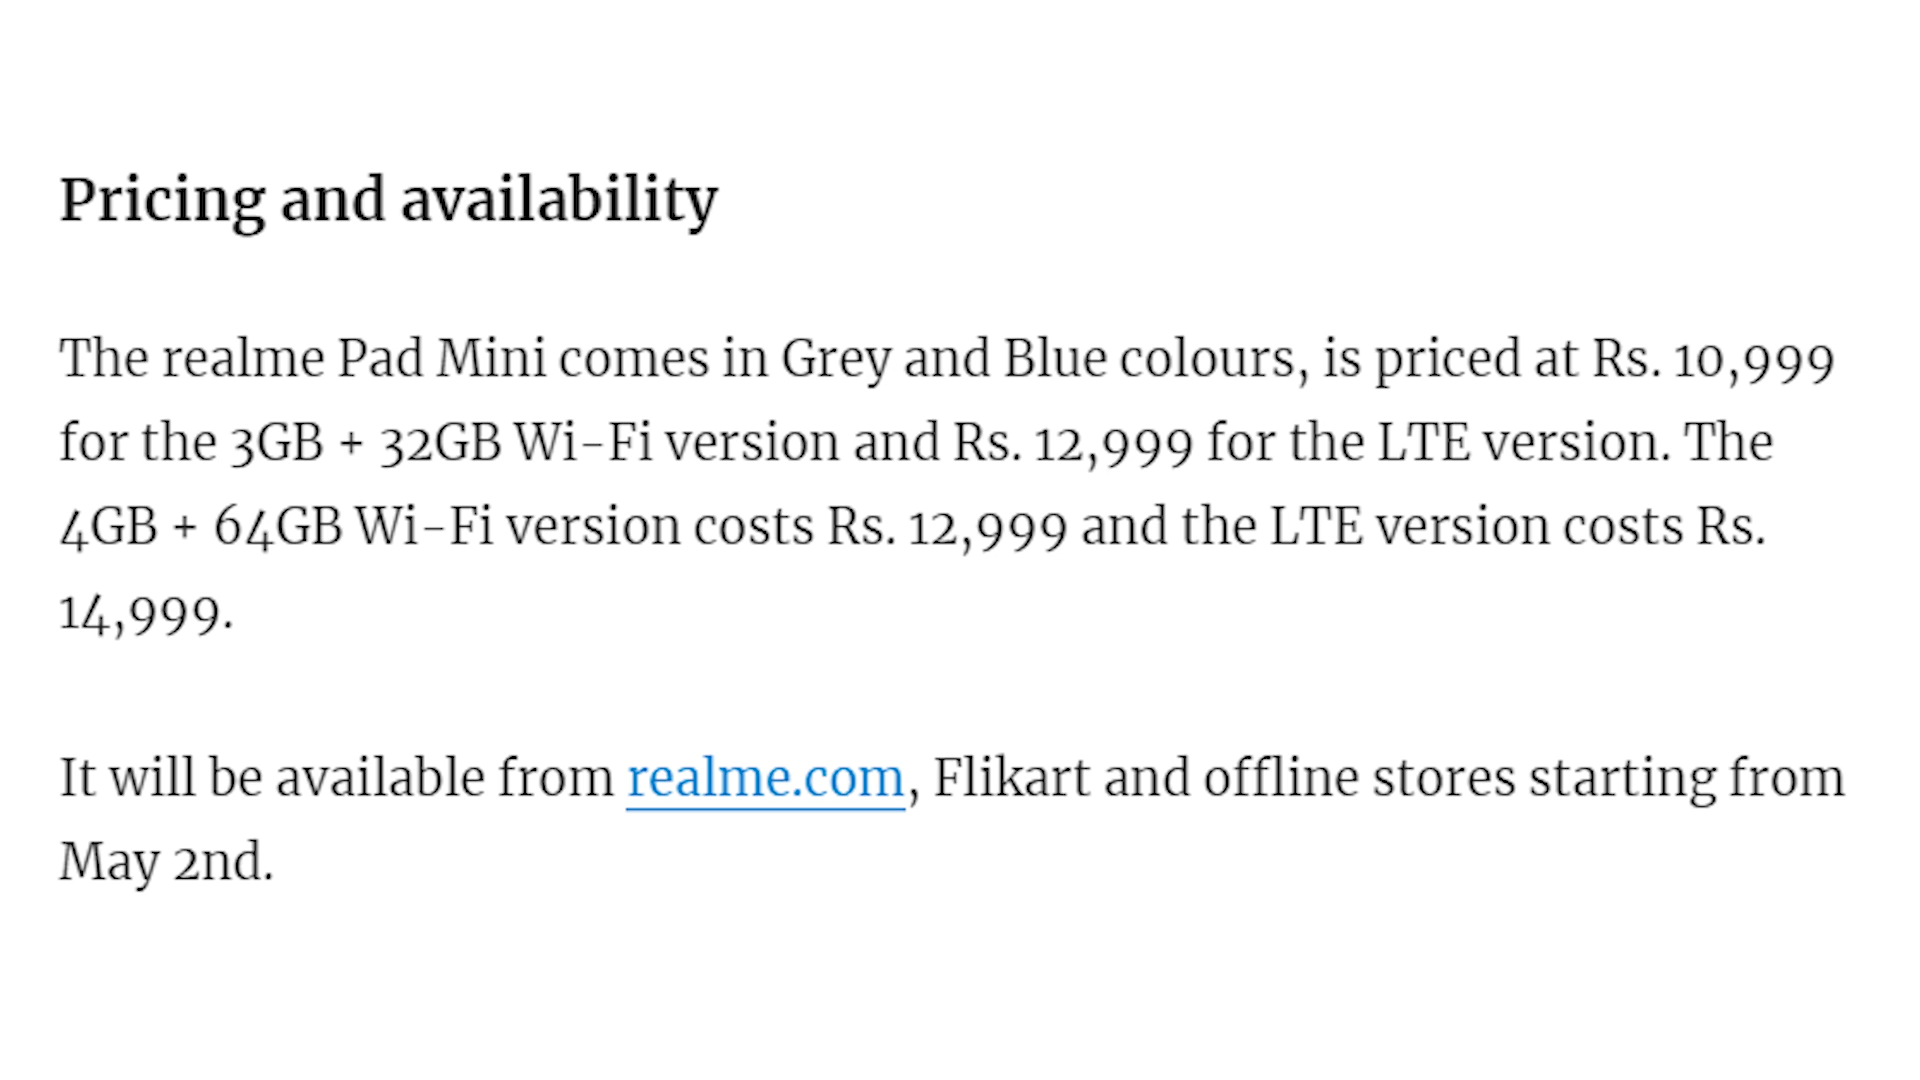 Pricing and availability
The realme Pad Mini comes in Grey and Blue colours, is priced at Rs. 10,999
for the 3GB + 32GB Wi-Fi version and Rs. 12,999 for the LTE version. The
4GB + 64GB Wi-Fi version costs Rs. 12,999 and the LTE version costs Rs.
14,999.
It will be available from realme.com, Flikart and offline stores starting from
May 2nd.